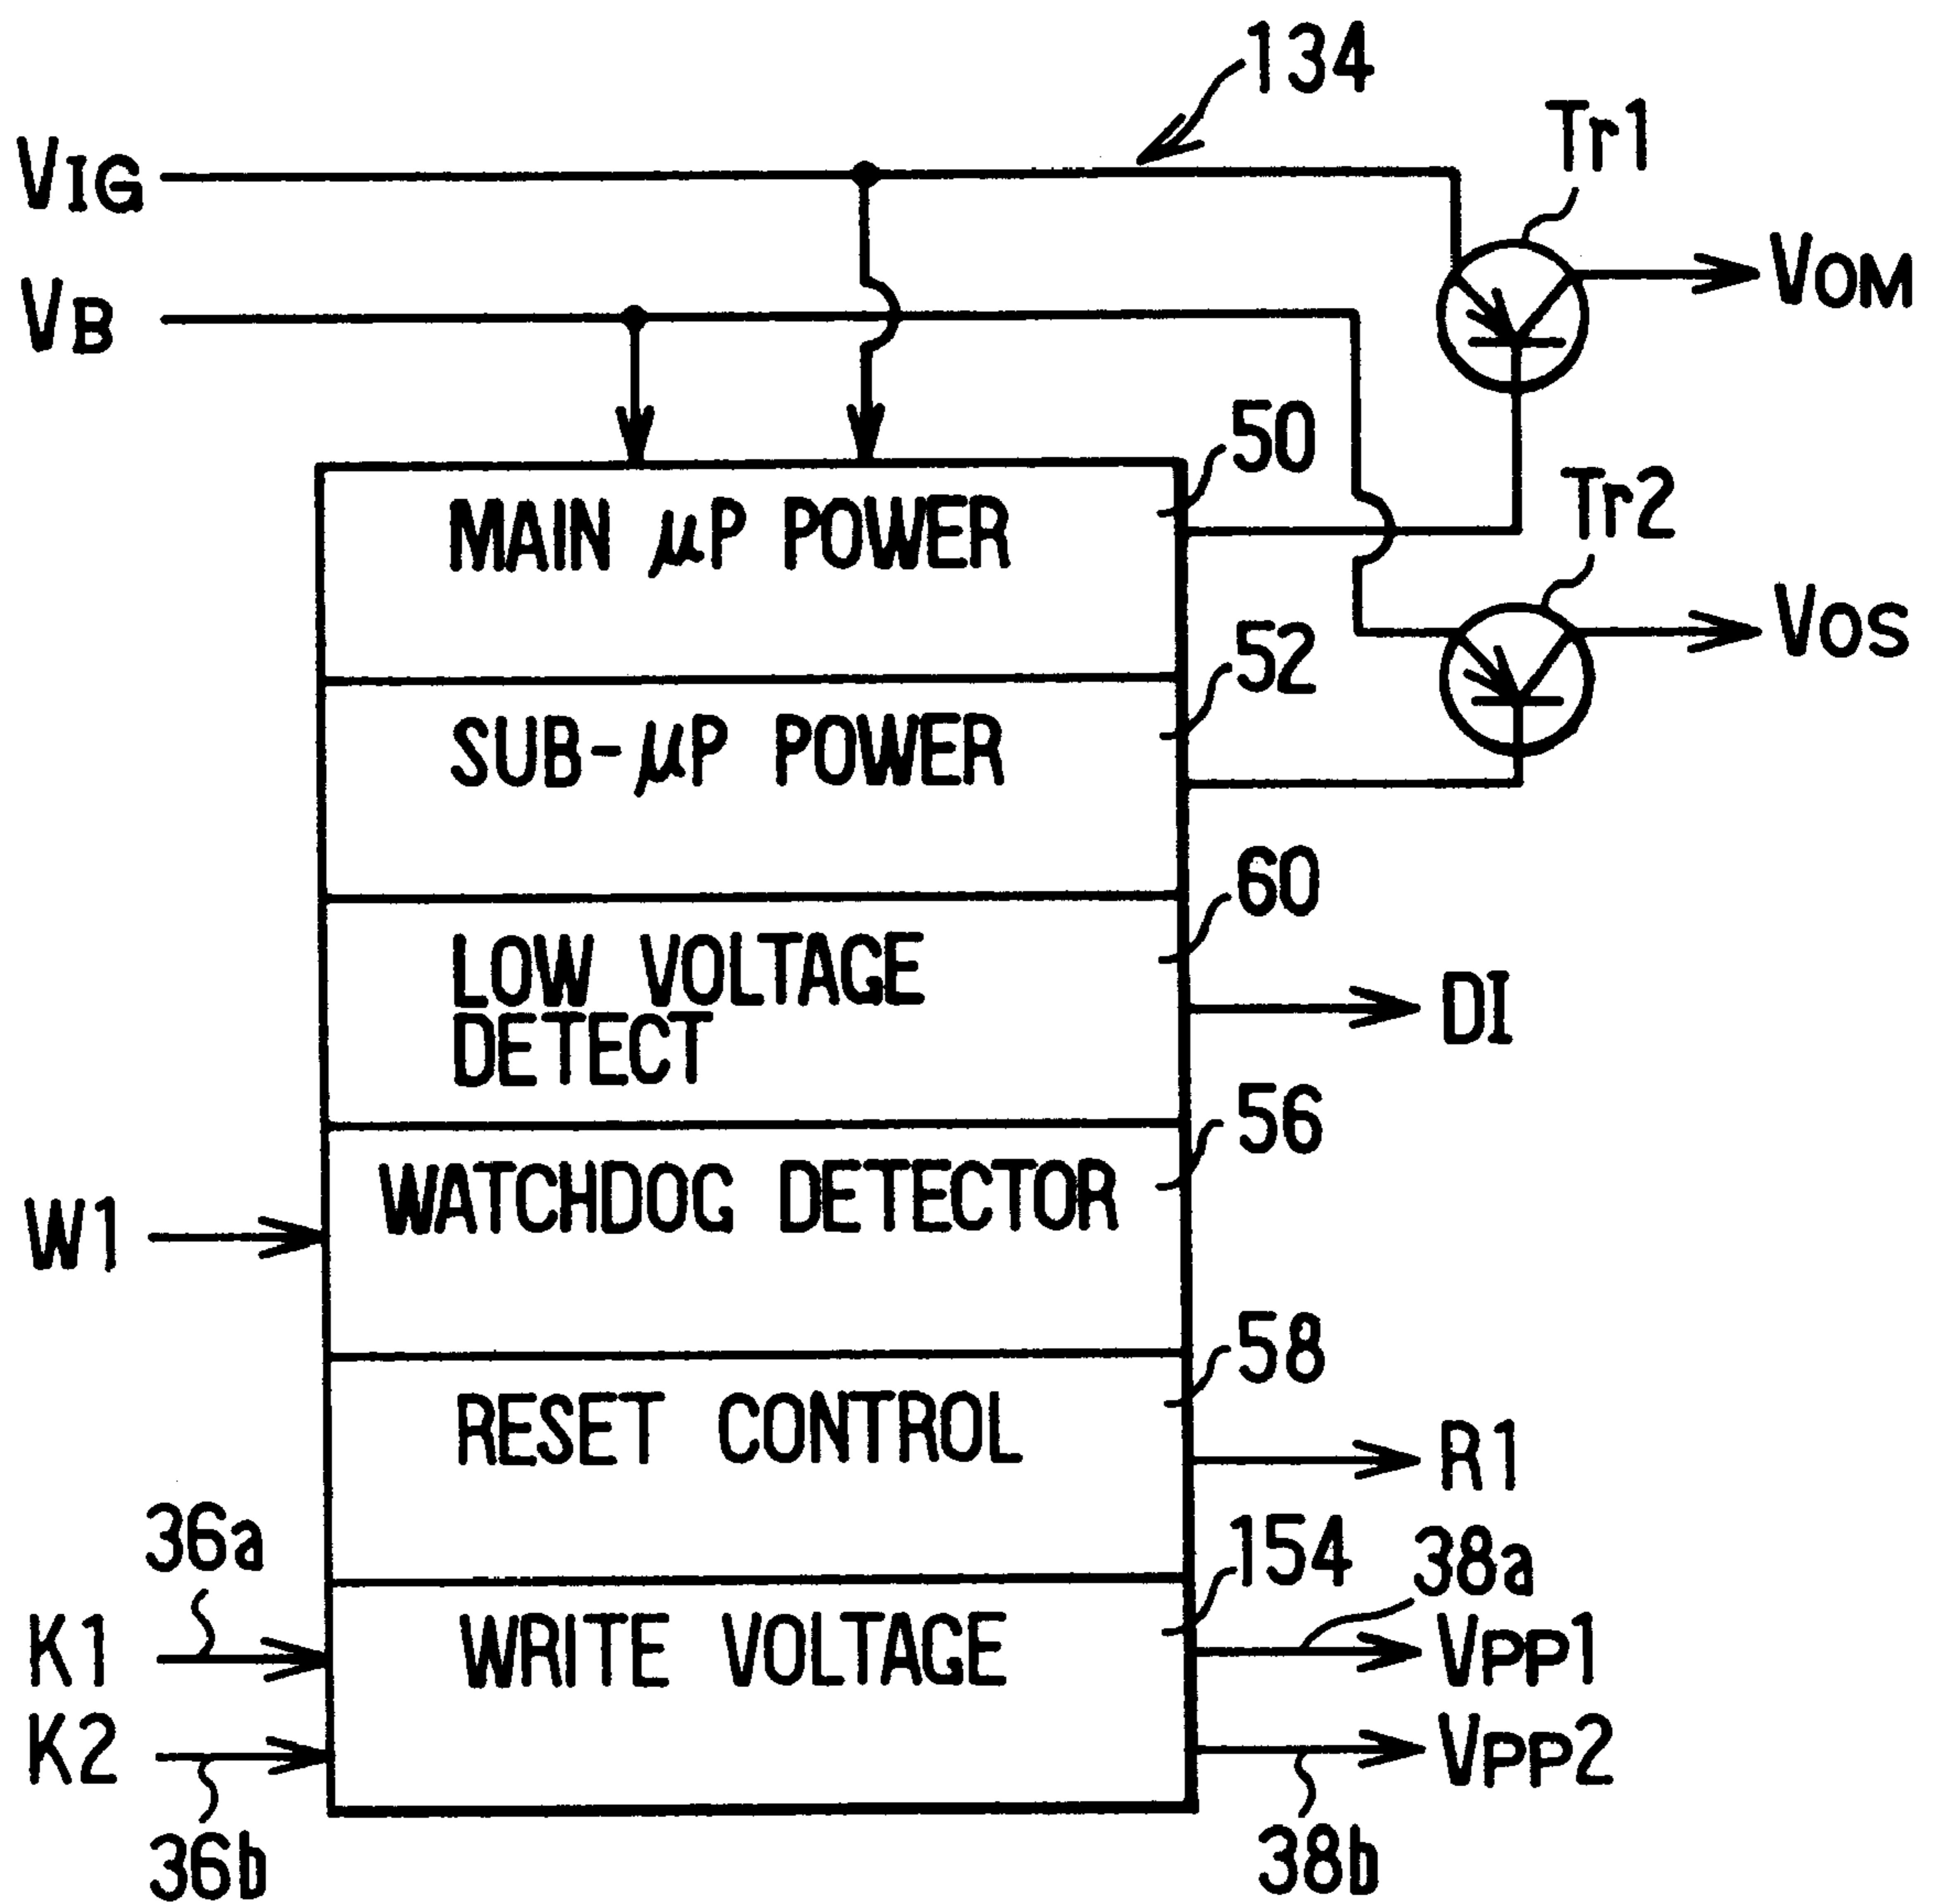 134
Tr1
VIG
VOM
VB
50
MAIN µP POWER
Tr2
VOS
52
SUB-µP POWER
60
LOW VOLTAGE
DETECT
DI
56
W1
WATCHDOG DETECTOR
58
RESET CONTROL
R1
36a
154
38a
K1
WRITE VOLTAGE
VPP1
K2
VPP2
36b
38b